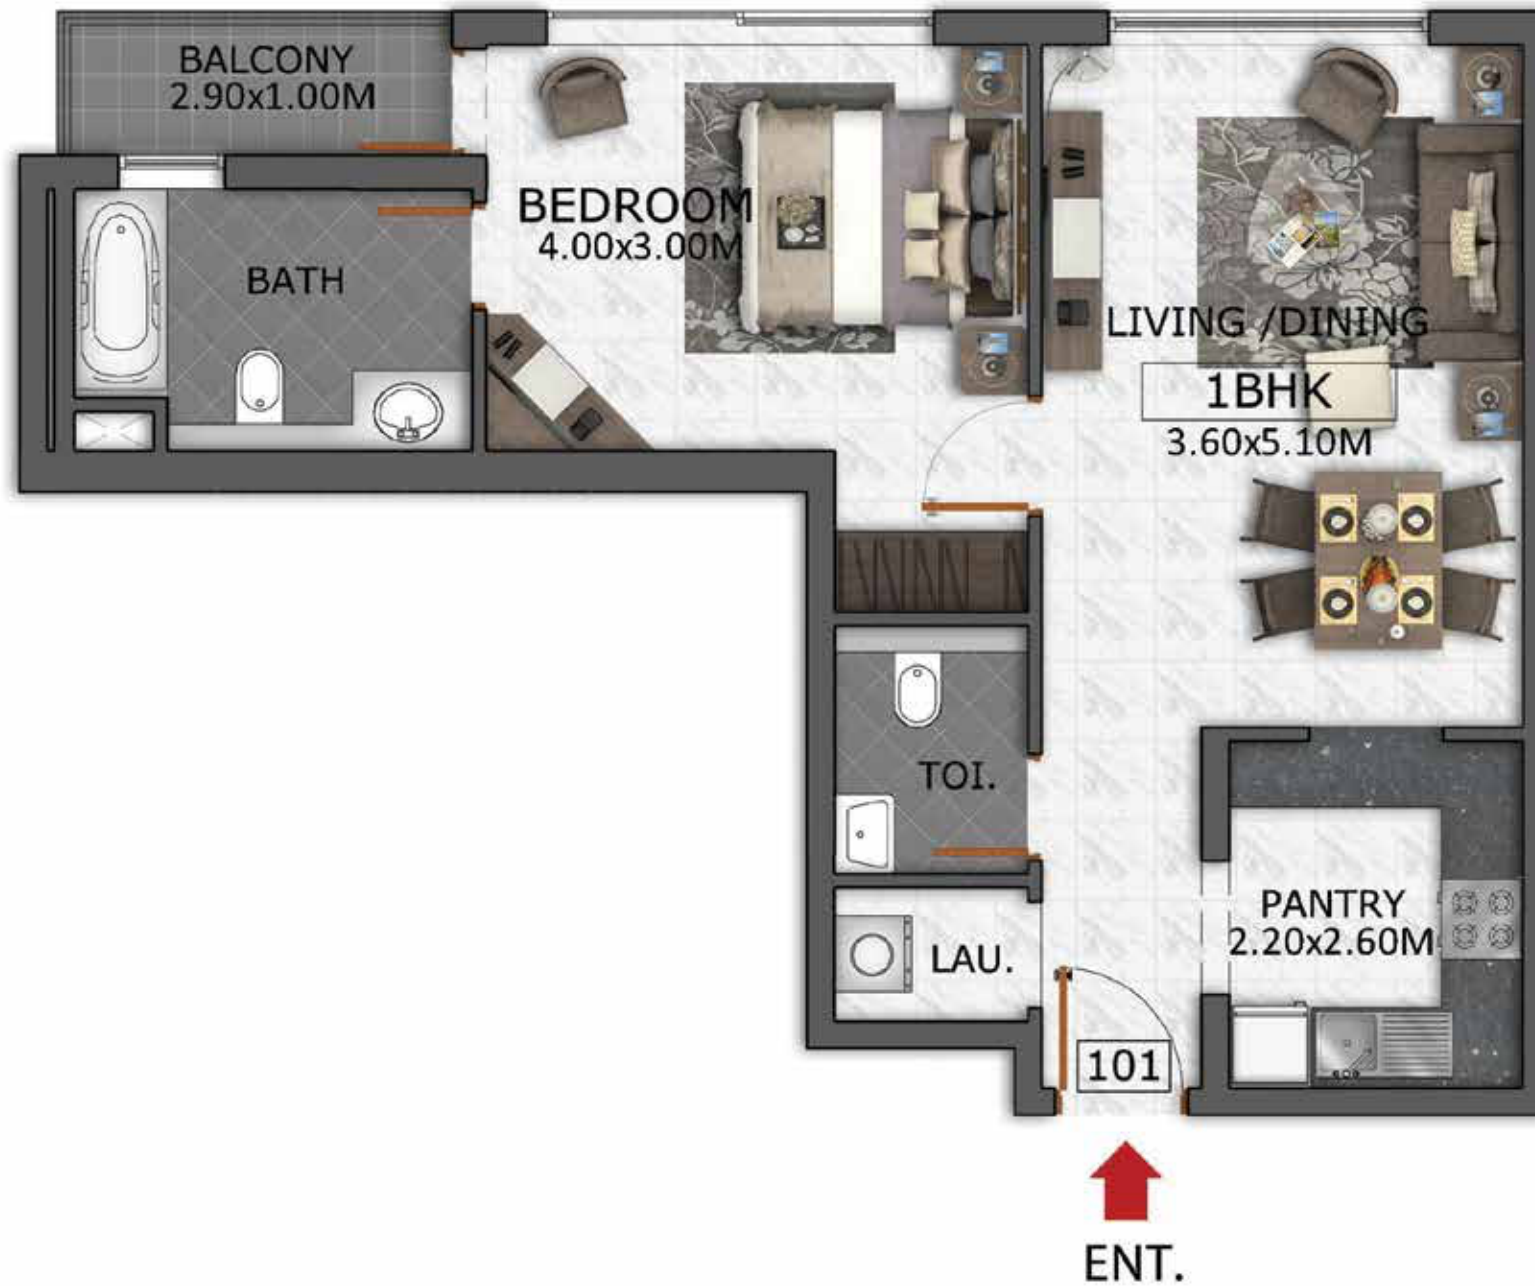 BALCONY
2.90x1.00M
BEDROOM
4.00x3.00M
BATH
LIVING /DINING
1BHK
3.60x5.10M
TOI.
PANTRY
2.20x2.60M
LAU.
101
ENT.